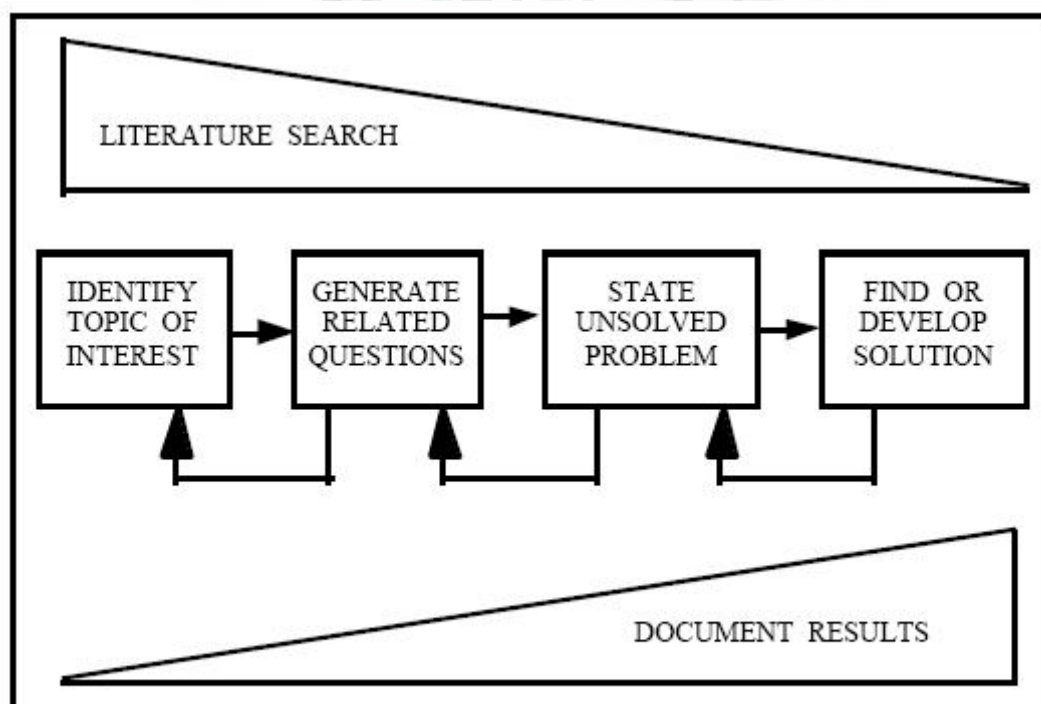 LITERATURE SEARCH
IDENTIFY
TOPIC OF
INTEREST
GENERATE
RELATED
QUESTIONS
STATE
UNSOLVED
PROBLEM
FIND OR
DEVELOP
SOLUTION
DOCUMENT RESULTS